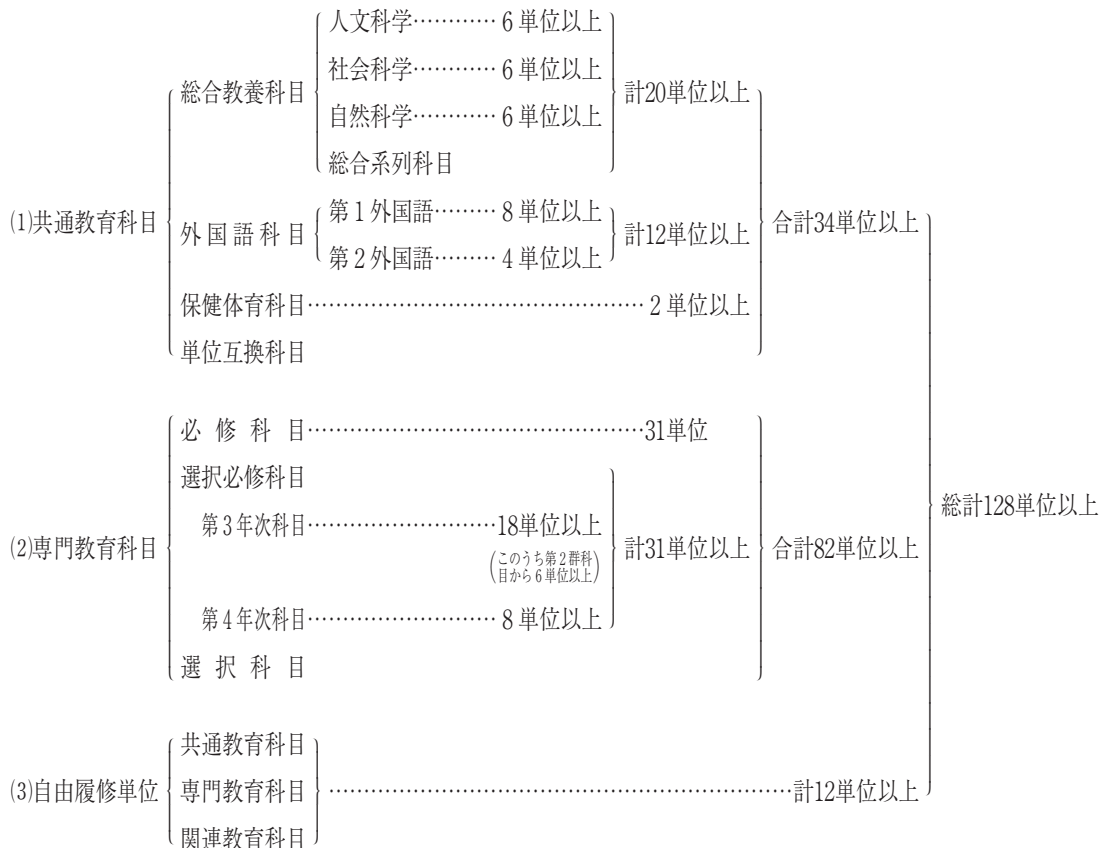 人文科学…………6単位以上
社会科学…………6単位以上
総合教養科目 計20単位以上
自然科学…………6単位以上
総合系列科目
第1外国語………8単位以上
(1)共通教育科目 外国語科目 計12単位以上 合計34単位以上
第2外国語………4単位以上
保健体育科目…………………………………………2単位以上
単位互換科目
必修科目…………………………………………31単位
選択必修科目
総計128単位以上
第3年次科目………………………18単位以上
(2)専門教育科目 計31単位以上 合計82単位以上
(このうち第2群科
目から6単位以上)
第4年次科目………………………8単位以上
選択科目
共通教育科目
(3)自由履修単位 専門教育科目 …………………………………………………………計12単位以上
関連教育科目